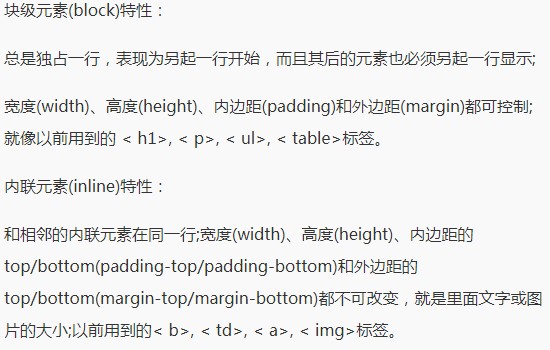 块级元素(block)特性：
总是独占一行，表现为另起一行开始，而且其后的元素也必须另起一行显示;
宽度(width)、高度(height)、内边距(padding)和外边距(margin)都可控制;
就像以前用到的 < h1>, < p>, < ul>, < table>标签。
内联元素(inline)特性：
和相邻的内联元素在同一行;宽度(width)、高度(height)、内边距的
top/bottom(padding-top/padding-bottom)和外边距的
top/bottom(margin-top/margin-bottom)都不可改变，就是里面文字或图
片的大小;以前用到的< b>, < td>, < a>, < img>标签。